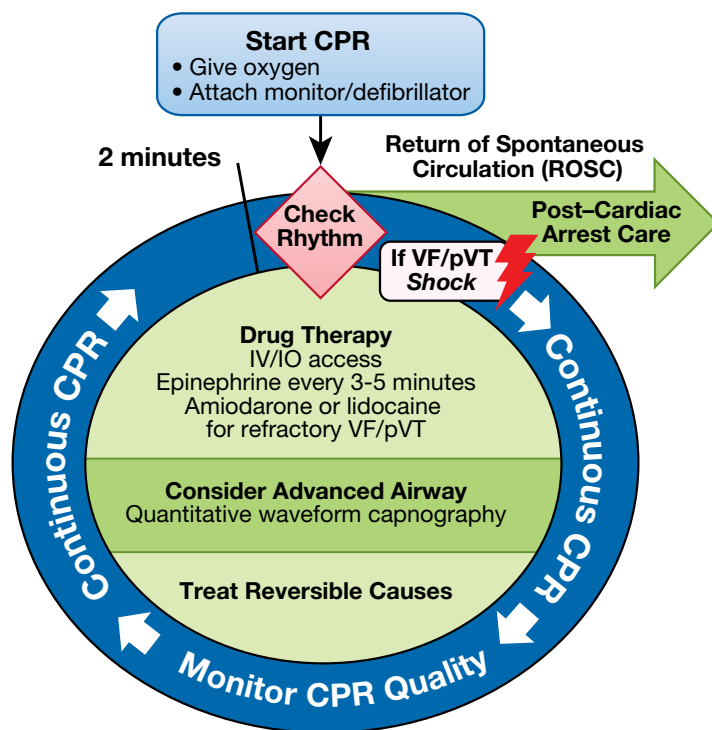 Start CPR
• Give oxygen
• Attach monitor/defibrillator
2 minutes
Return of Spontaneous
Circulation (ROSC)
Check
Rhythm
Post–Cardiac
Arrest Care
If VF/pVT
Shock
Drug Therapy
IV/IO access
Epinephrine every 3-5 minutes
Amiodarone or lidocaine
for refractory VF/pVT
Consider Advanced Airway
Quantitative waveform capnography
Treat Reversible Causes
Continuous CPR
Monitor CPR Quality
Continuous CPR